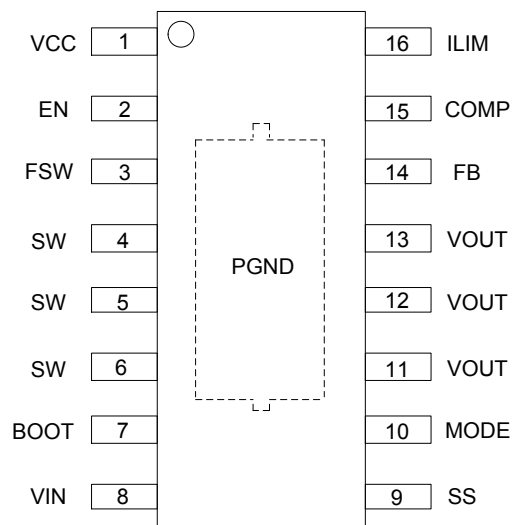 VCC 1 16 ILIM
EN 2 15 COMP
FSW 3 14 FB
SW 4 13 VOUT
PGND
SW 5 12 VOUT
SW 6 11 VOUT
BOOT 7 10 MODE
VIN 8 9 SS